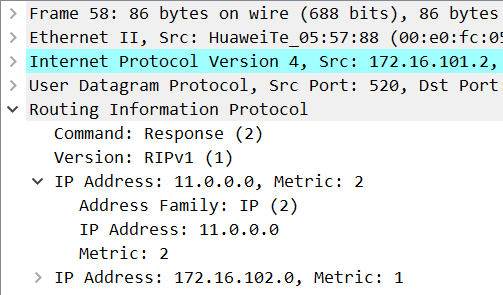 Frame 58: 86 bytes on wire (688 bits), 86 bytes
Ethernet II, Src: HuaweiTe_05:57:88 (00:e0:fc:05
Internet Protocol Version 4, Src: 172.16.101.2,
User Datagram Protocol, Src Port: 520, Dst Port:
Routing Information Protocol
Command: Response (2)
Version: RIPv1 (1)
IP Address: 11.0.0.0, Metric: 2
Address Family: IP (2)
IP Address: 11.0.0.0
Metric: 2
IP Address: 172.16.102.0, Metric: 1